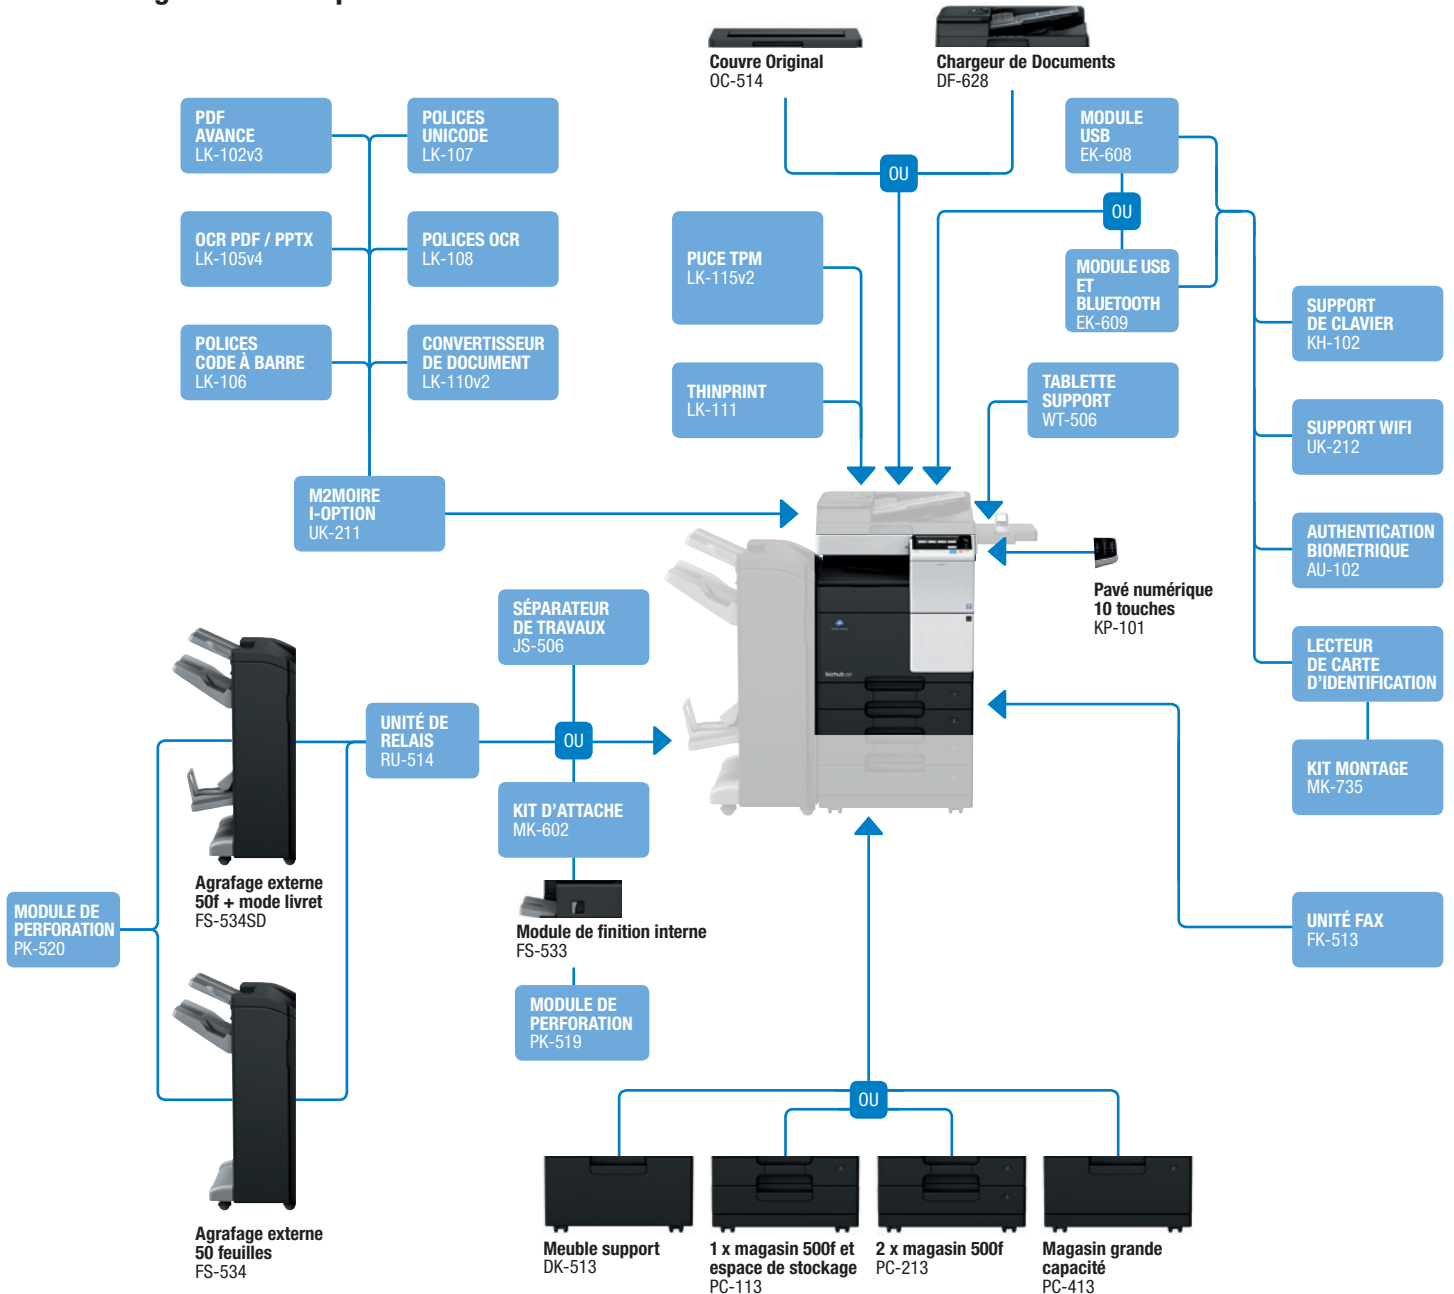 Couvre Original
OC-514
Chargeur de Documents
DF-628
PDF
AVANCE
LK-102v3
POLICES
UNICODE
LK-107
MODULE
USB
EK-608
OU
OU
OCR PDF / PPTX
LK-105v4
POLICES OCR
LK-108
PUCE TPM
LK-115v2
MODULE USB
ET
BLUETOOTH
EK-609
SUPPORT
DE CLAVIER
KH-102
POLICES
CODE À BARRE
LK-106
CONVERTISSEUR
DE DOCUMENT
LK-110v2
THINPRINT
LK-111
TABLETTE
SUPPORT
WT-506
SUPPORT WIFI
UK-212
M2MOIRE
I-OPTION
UK-211
AUTHENTICATION
BIOMETRIQUE
AU-102
Pavé numérique
10 touches
KP-101
SÉPARATEUR
DE TRAVAUX
JS-506
LECTEUR
DE CARTE
D'IDENTIFICATION
bizhub
UNITÉ DE
RELAIS
RU-514
OU
KIT MONTAGE
MK-735
KIT D'ATTACHE
MK-602
Agrafage externe
50f + mode livret
FS-534SD
MODULE DE
PERFORATION
PK-520
Module de finition interne
FS-533
UNITÉ FAX
FK-513
MODULE DE
PERFORATION
PK-519
OU
Agrafage externe
50 feuilles
FS-534
Meuble support
DK-513
1 x magasin 500f et
espace de stockage
PC-113
2 x magasin 500f
PC-213
Magasin grande
capacité
PC-413